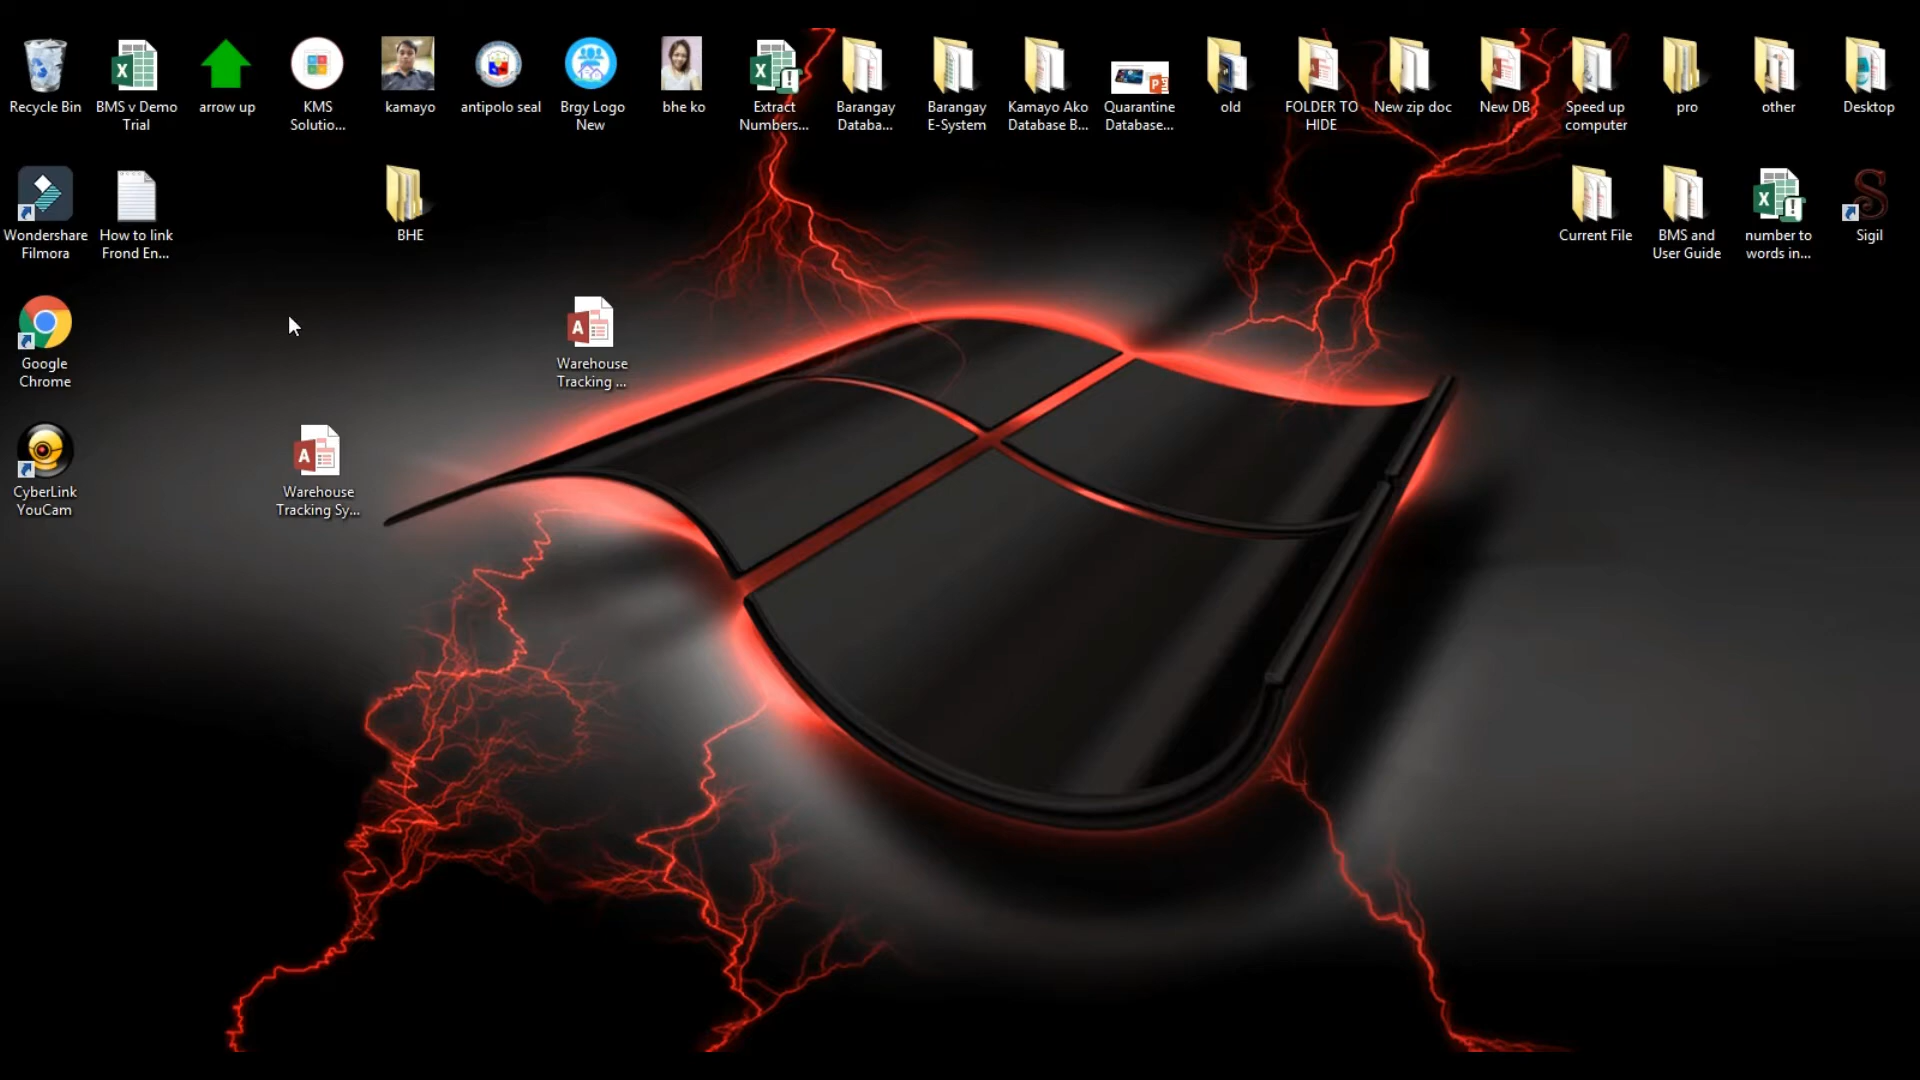 Recycle Bin
BMS v Demo
Trial
arrow up
KMS
Solutio...
kamayo
antipolo seal
Brgy Logo
New
bhe ko
Extract
Numbers...
Barangay
Databa...
Barangay
E-System
Kamayo Ako
Database B...
Quarantine
Database...
old
FOLDER TO
HIDE
New zip doc
New DB
Speed up
computer
pro
other
Desktop
Wondershare
Filmora
How to link
Frond En...
BHE
Current File
BMS and
User Guide
number to
words in...
Sigil
Google
Chrome
Warehouse
Tracking ...
CyberLink
YouCam
Warehouse
Tracking Sy...